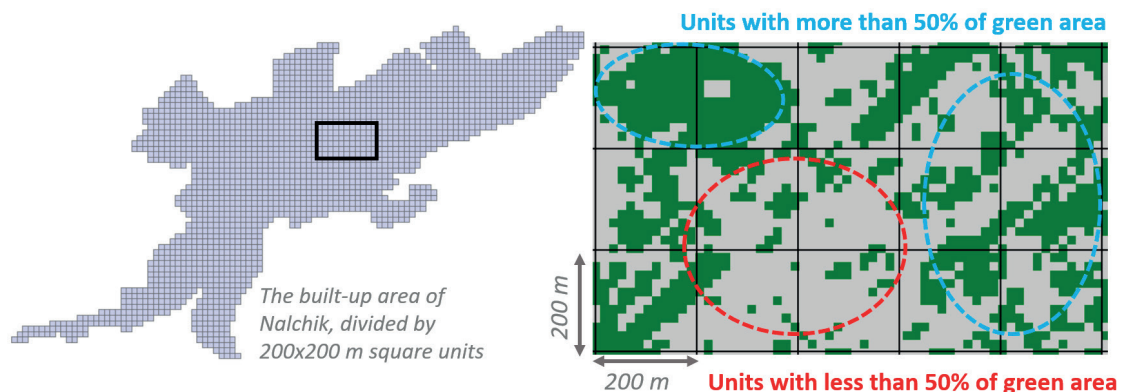 Units with more than 50% of green area
The built-up area of
Nalchik, divided by
200x200 m square units
200 m
200 m
Units with less than 50% of green area